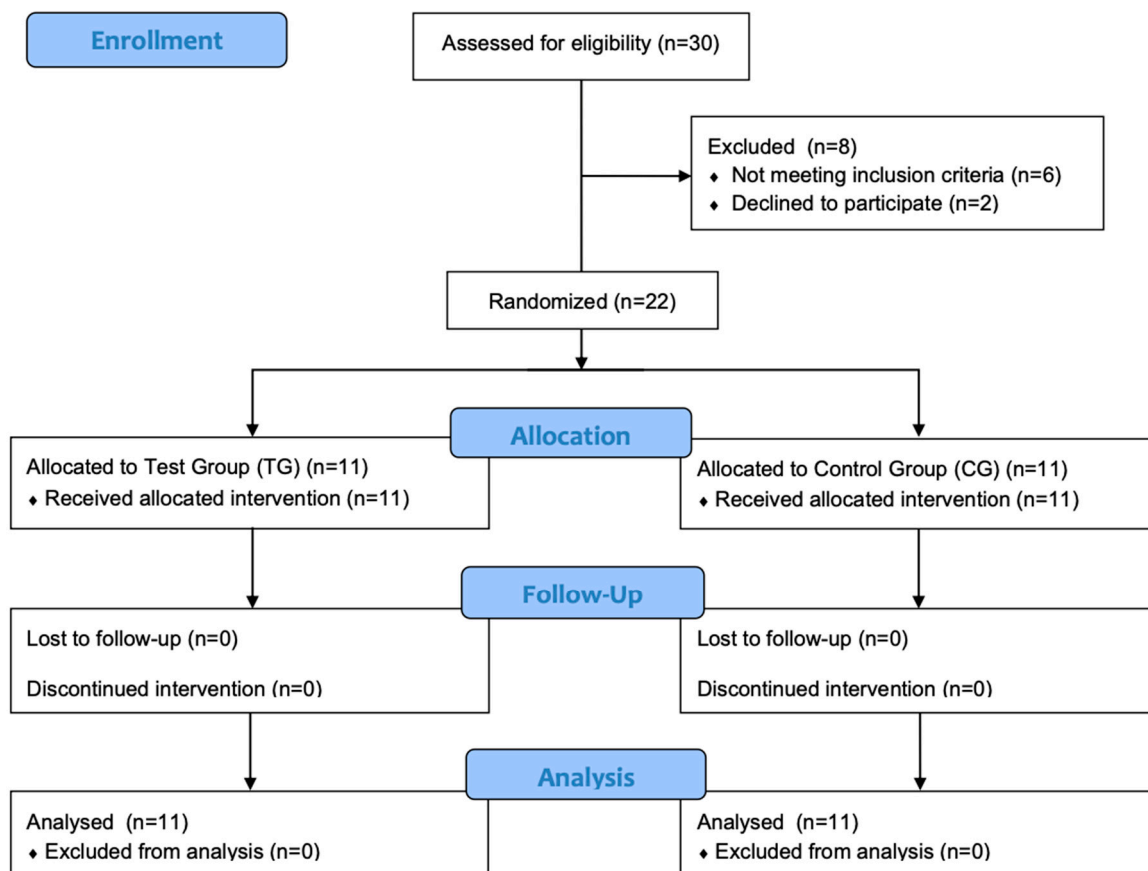 Enrollment
Assessed for eligibility (n=30)
Excluded (n=8)
♦ Not meeting inclusion criteria (n=6)
♦ Declined to participate (n=2)
Randomized (n=22)
Allocation
Allocated to Test Group (TG) (n=11)
♦ Received allocated intervention (n=11)
Allocated to Control Group (CG) (n=11)
♦ Received allocated intervention (n=11)
Follow-Up
Lost to follow-up (n=0)
Discontinued intervention (n=0)
Lost to follow-up (n=0)
Discontinued intervention (n=0)
Analysis
Analysed (n=11)
♦ Excluded from analysis (n=0)
Analysed (n=11)
♦ Excluded from analysis (n=0)